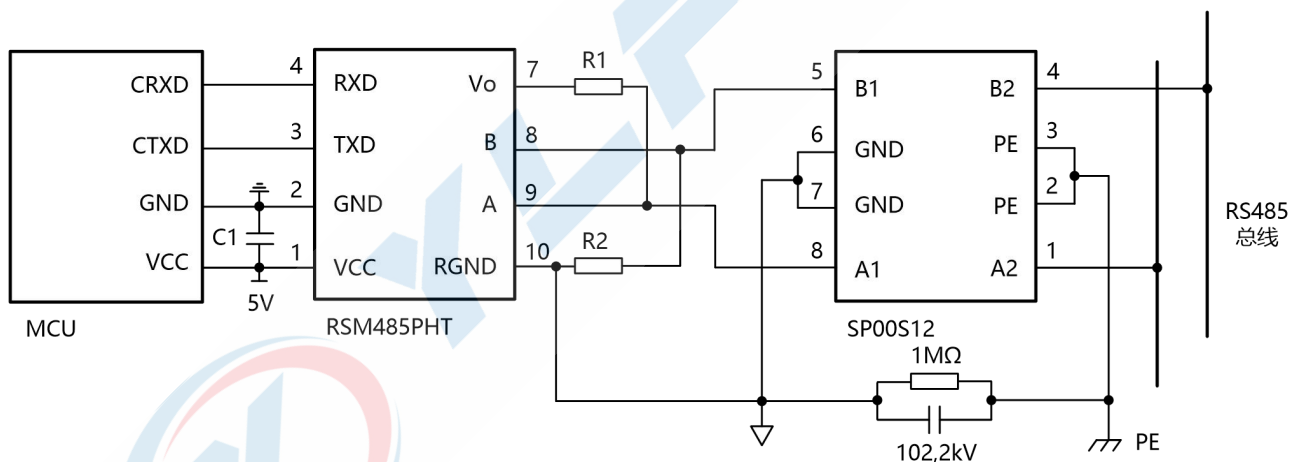 CRXD
CTXD
GND
VCC
MCU
C1
5V
4
3
2
1
RXD
TXD
GND
VCC
Vo
B
A
RGND
RSM485PHT
7
8
9
10
R1
R2
5
6
7
8
B1
GND
GND
A1
B2
PE
PE
A2
SP00S12
4
3
2
1
1MΩ
102,2kV
PE
RS485
总线